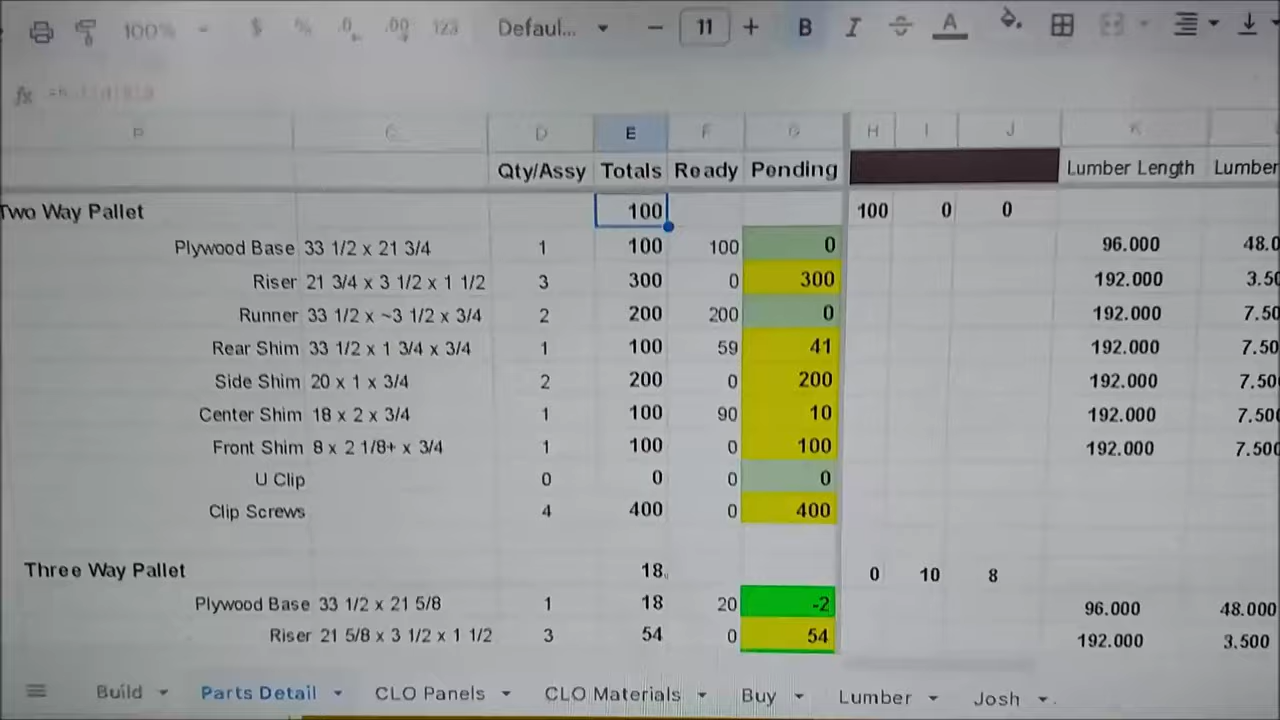 100% $ % .0 .00 123 Defaul... − 11 + B I S A
fx
C D E F G H I J K
Qty/Assy Totals Ready Pending Lumber Length Lumber
Two Way Pallet 100 100 0 0
Plywood Base 33 1/2 x 21 3/4 1 100 100 0 96.000 48.0
Riser 21 3/4 x 3 1/2 x 1 1/2 3 300 0 300 192.000 3.50
Runner 33 1/2 x ~3 1/2 x 3/4 2 200 200 0 192.000 7.50
Rear Shim 33 1/2 x 1 3/4 x 3/4 1 100 59 41 192.000 7.50
Side Shim 20 x 1 x 3/4 2 200 0 200 192.000 7.50
Center Shim 18 x 2 x 3/4 1 100 90 10 192.000 7.50
Front Shim 8 x 2 1/8+ x 3/4 1 100 0 100 192.000 7.500
U Clip 0 0 0 0
Clip Screws 4 400 0 400
Three Way Pallet 18 0 10 8
Plywood Base 33 1/2 x 21 5/8 1 18 20 -2 96.000 48.000
Riser 21 5/8 x 3 1/2 x 1 1/2 3 54 0 54 192.000 3.500
Build Parts Detail CLO Panels CLO Materials Buy Lumber Josh